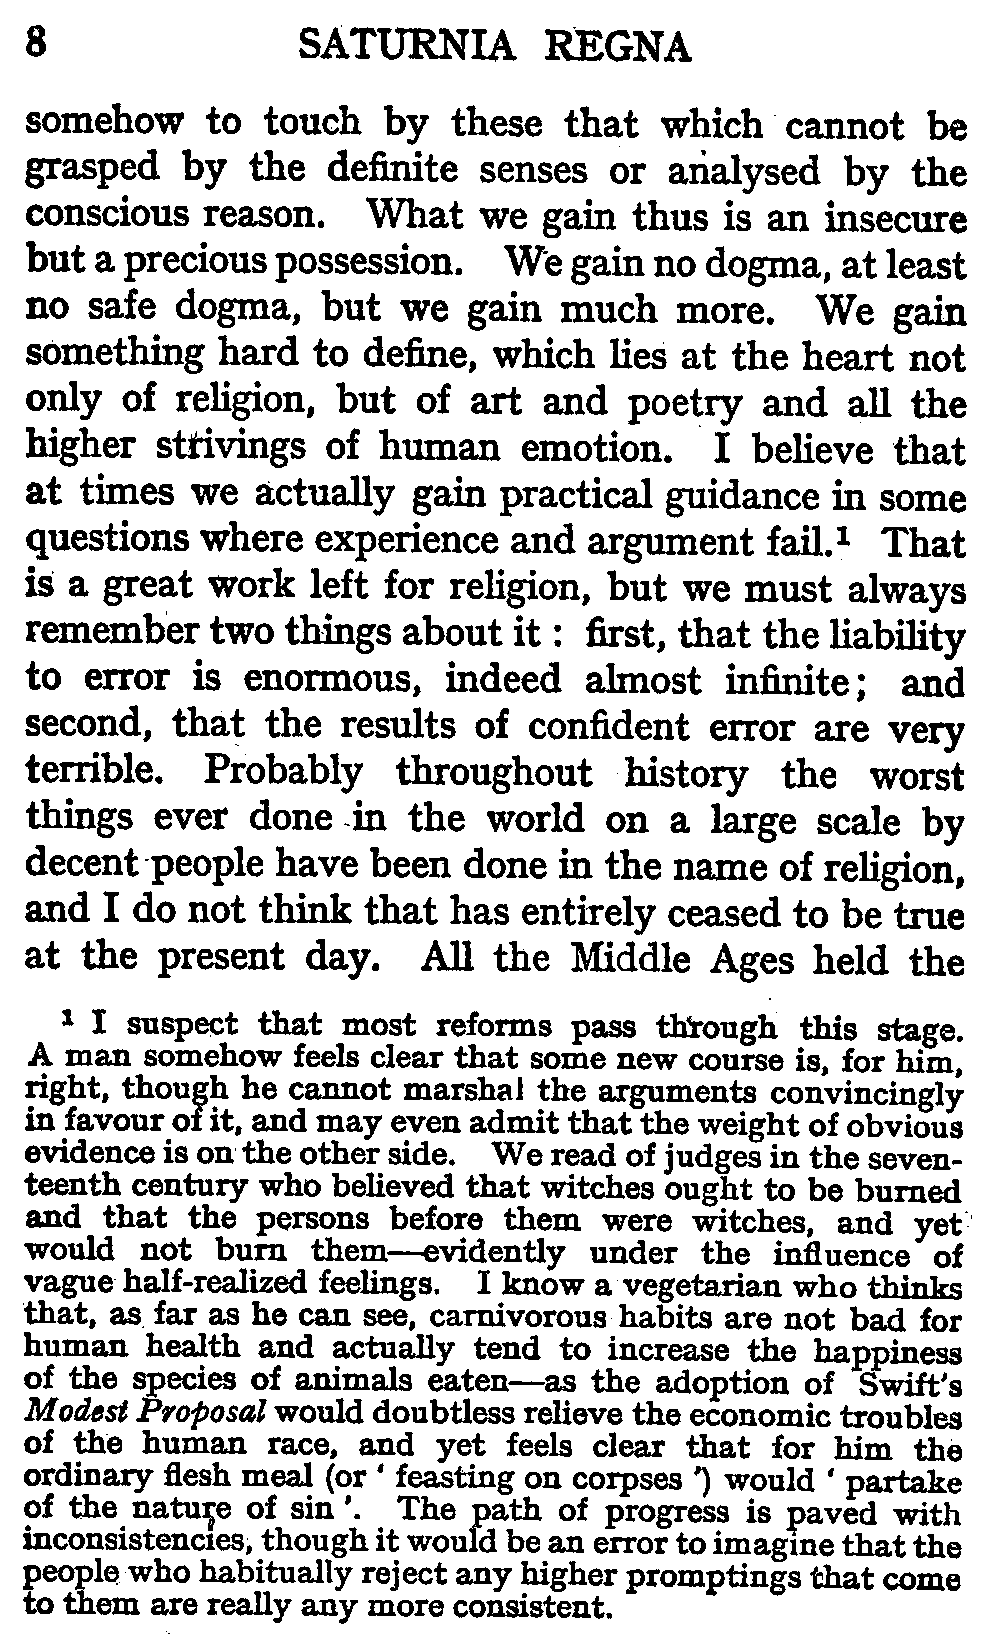 8 SATURNIA REGNA
somehow to touch by these that which cannot be
grasped by the definite senses or analysed by the
conscious reason. What we gain thus is an insecure
but a precious possession. We gain no dogma, at least
no safe dogma, but we gain much more. We gain
something hard to define, which lies at the heart not
only of religion, but of art and poetry and all the
higher strivings of human emotion. I believe that
at times we actually gain practical guidance in some
questions where experience and argument fail.¹ That
is a great work left for religion, but we must always
remember two things about it : first, that the liability
to error is enormous, indeed almost infinite; and
second, that the results of confident error are very
terrible. Probably throughout history the worst
things ever done in the world on a large scale by
decent people have been done in the name of religion,
and I do not think that has entirely ceased to be true
at the present day. All the Middle Ages held the
¹ I suspect that most reforms pass through this stage.
A man somehow feels clear that some new course is, for him,
right, though he cannot marshal the arguments convincingly
in favour of it, and may even admit that the weight of obvious
evidence is on the other side. We read of judges in the seven-
teenth century who believed that witches ought to be burned
and that the persons before them were witches, and yet
would not burn them—evidently under the influence of
vague half-realized feelings. I know a vegetarian who thinks
that, as far as he can see, carnivorous habits are not bad for
human health and actually tend to increase the happiness
of the species of animals eaten—as the adoption of Swift's
Modest Proposal would doubtless relieve the economic troubles
of the human race, and yet feels clear that for him the
ordinary flesh meal (or ‘ feasting on corpses ’) would ‘ partake
of the nature of sin ’. The path of progress is paved with
inconsistencies, though it would be an error to imagine that the
people who habitually reject any higher promptings that come
to them are really any more consistent.